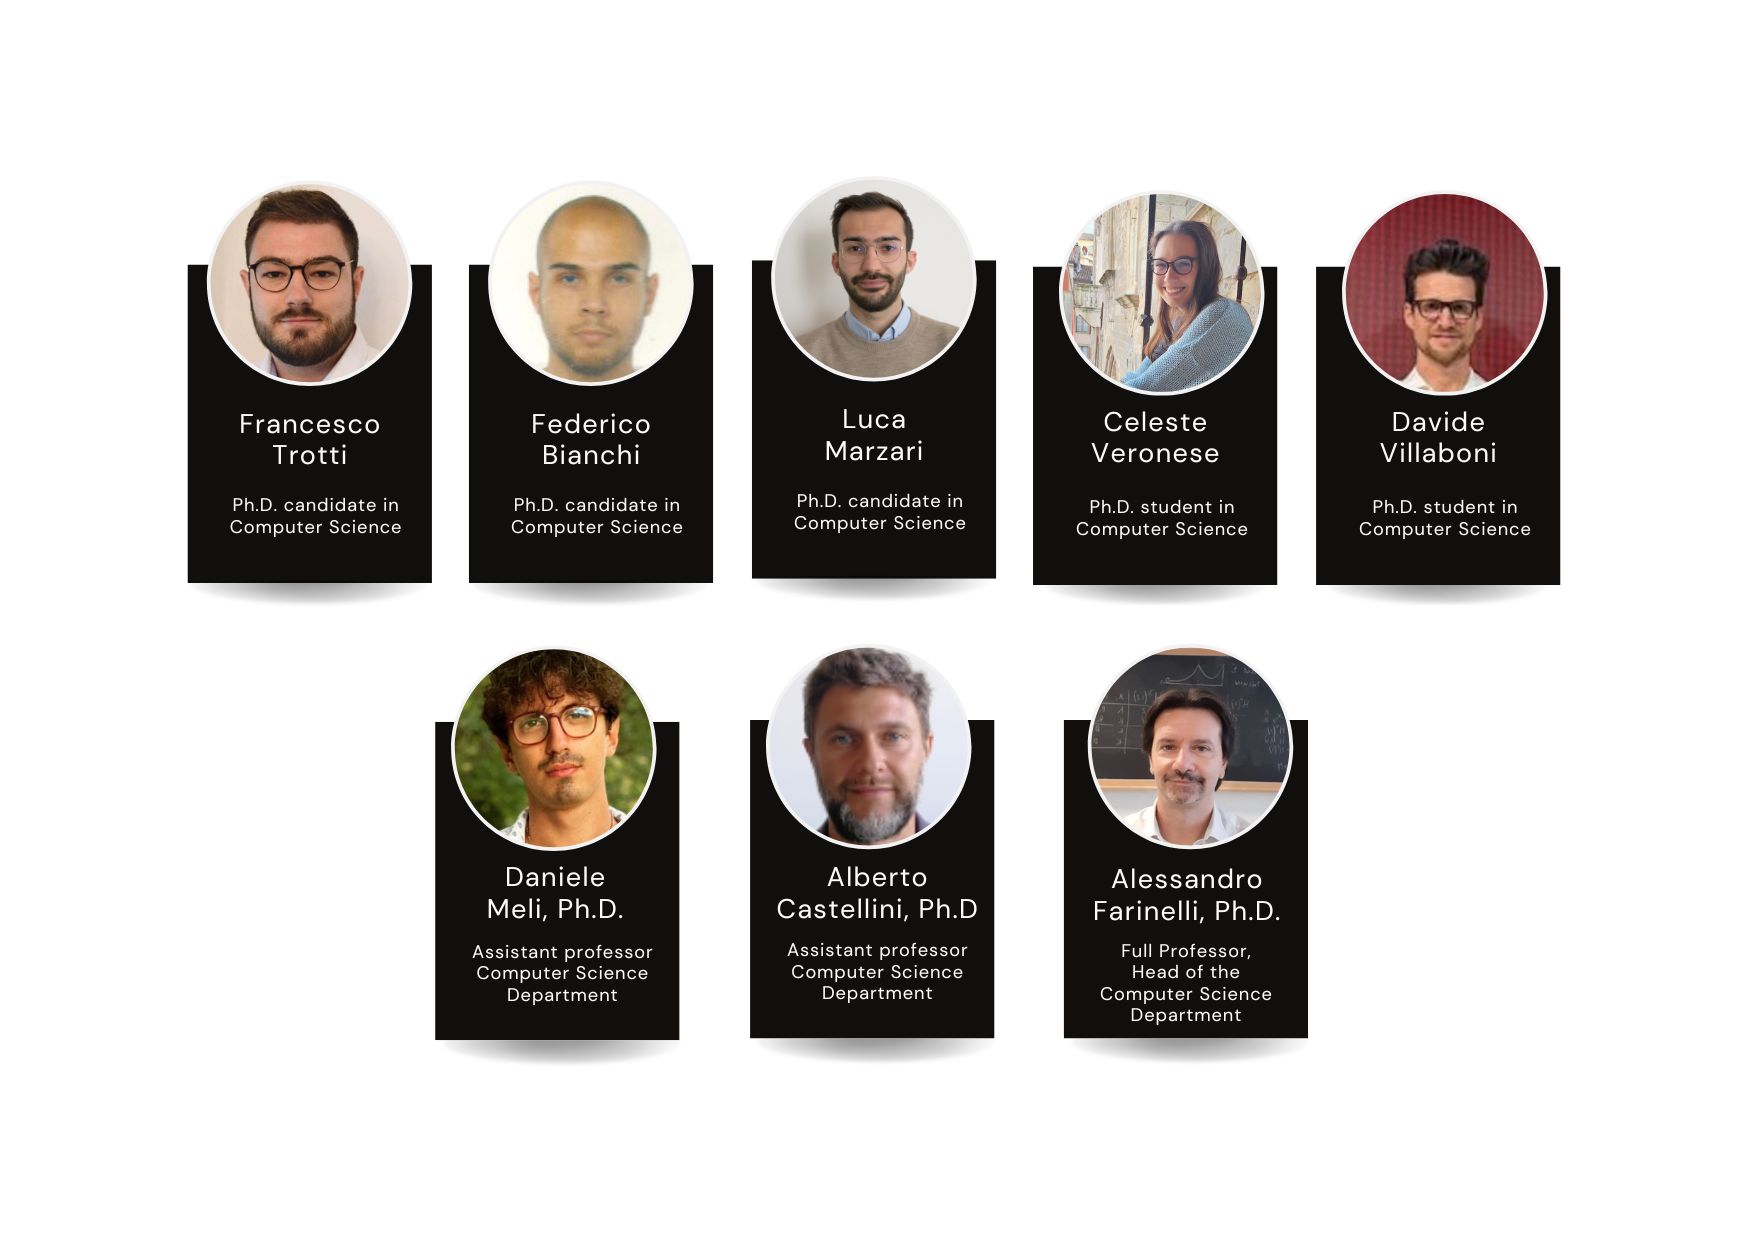 Francesco
Trotti
Ph.D. candidate in
Computer Science
Federico
Bianchi
Ph.D. candidate in
Computer Science
Luca
Marzari
Ph.D. candidate in
Computer Science
Celeste
Veronese
Ph.D. student in
Computer Science
Davide
Villaboni
Ph.D. student in
Computer Science
Daniele
Meli, Ph.D.
Assistant professor
Computer Science
Department
Alberto
Castellini, Ph.D
Assistant professor
Computer Science
Department
Alessandro
Farinelli, Ph.D.
Full Professor,
Head of the
Computer Science
Department